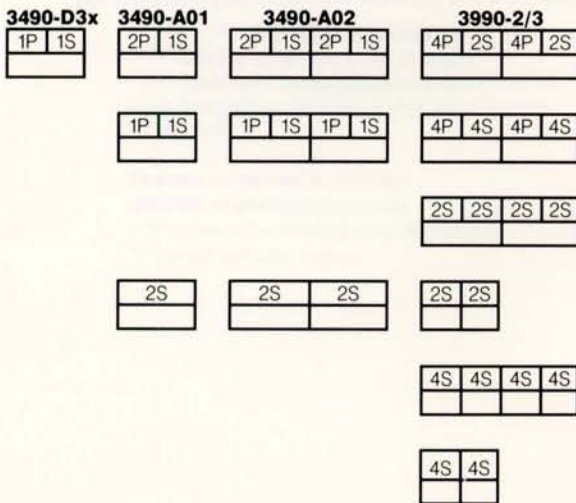 3490-D3x 3490-A01 3490-A02 3990-2/3
1P 1S 2P 1S 2P 1S 2P 1S 4P 2S 4P 2S
1P 1S 1P 1S 1P 1S 4P 4S 4P 4S
2S 2S 2S 2S
2S 2S 2S 2S 2S
4S 4S 4S 4S
4S 4S